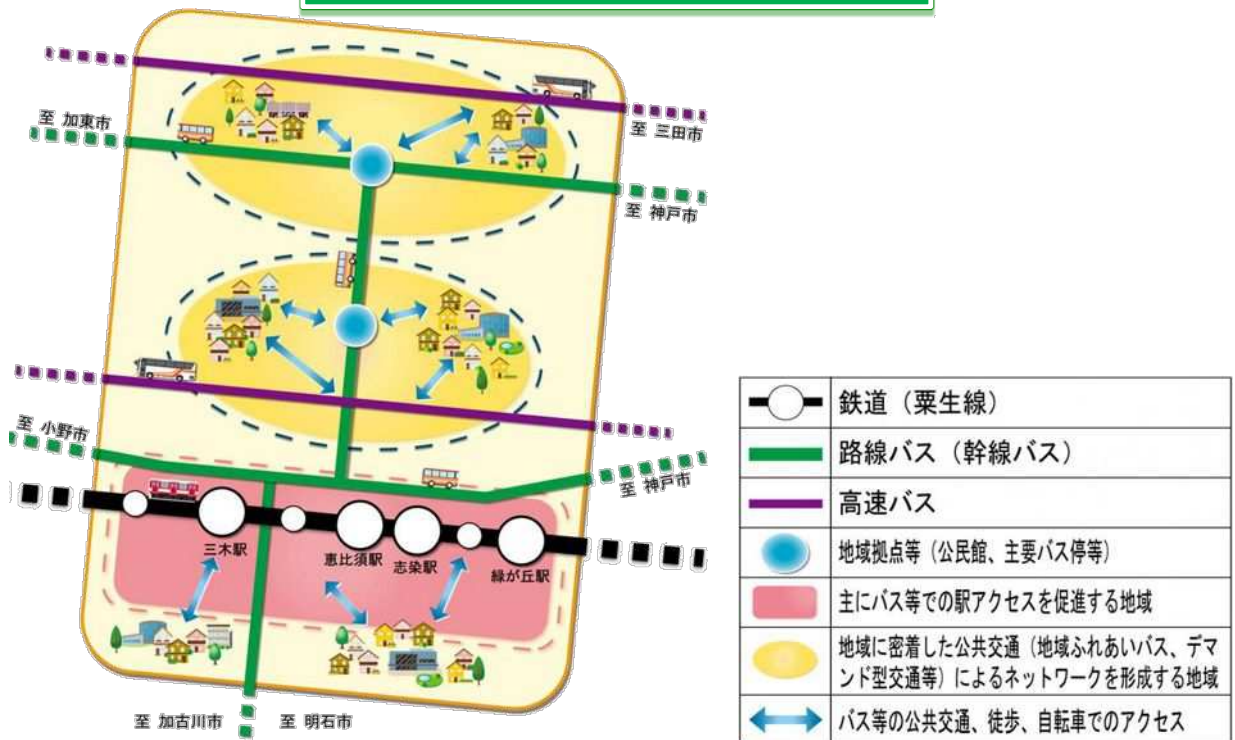 至 加東市
至 三田市
至 神戸市
至 小野市
至 神戸市
三木駅
恵比須駅
志染駅
緑が丘駅
至 加古川市
至 明石市
鉄道（粟生線）
路線バス（幹線バス）
高速バス
地域拠点等（公民館、主要バス停等）
主にバス等での駅アクセスを促進する地域
地域に密着した公共交通（地域ふれあいバス、デマ
ンド型交通等）によるネットワークを形成する地域
バス等の公共交通、徒歩、自転車でのアクセス